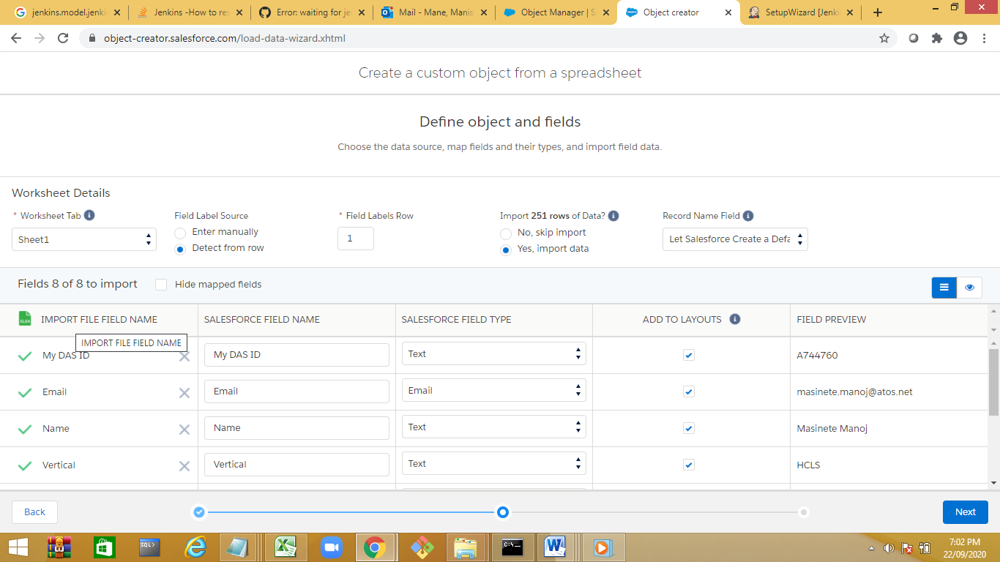 jenkins.model.jenki
Jenkins -How to res
Error: waiting for je
Mail - Mane, Manis
Object Manager | S
Object creator
SetupWizard [Jenki
object-creator.salesforce.com/load-data-wizard.xhtml
Create a custom object from a spreadsheet
Define object and fields
Choose the data source, map fields and their types, and import field data.
Worksheet Details
* Worksheet Tab
Field Label Source
* Field Labels Row
Import 251 rows of Data?
Record Name Field
Sheet1
Enter manually
Detect from row
1
No, skip import
Yes, import data
Let Salesforce Create a Defa
Fields 8 of 8 to import
Hide mapped fields
XLSX
IMPORT FILE FIELD NAME
SALESFORCE FIELD NAME
SALESFORCE FIELD TYPE
ADD TO LAYOUTS
FIELD PREVIEW
IMPORT FILE FIELD NAME
My DAS ID
My DAS ID
Text
A744760
Email
Email
Email
masinete.manoj@atos.net
Name
Name
Text
Masinete Manoj
Vertical
Vertical
Text
HCLS
Back
Next
SQL>
C:\_
7:02 PM
22/09/2020